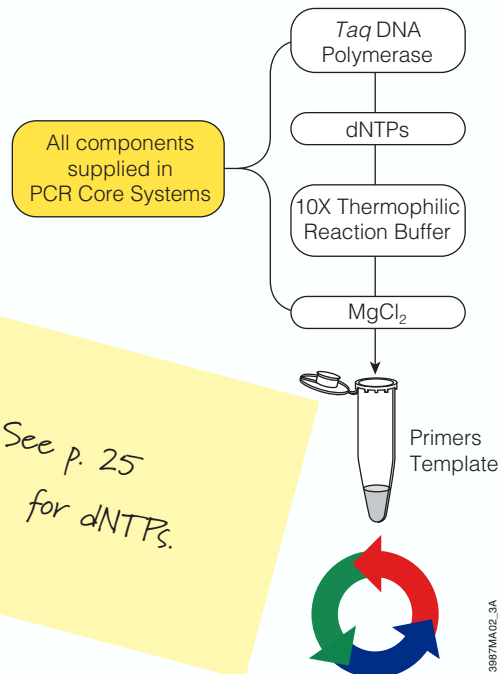 Taq DNA
Polymerase
dNTPs
All components
supplied in
PCR Core Systems
10X Thermophilic
Reaction Buffer
MgCl₂
See p. 25
for dNTPs.
Primers
Template
3987MA02_3A